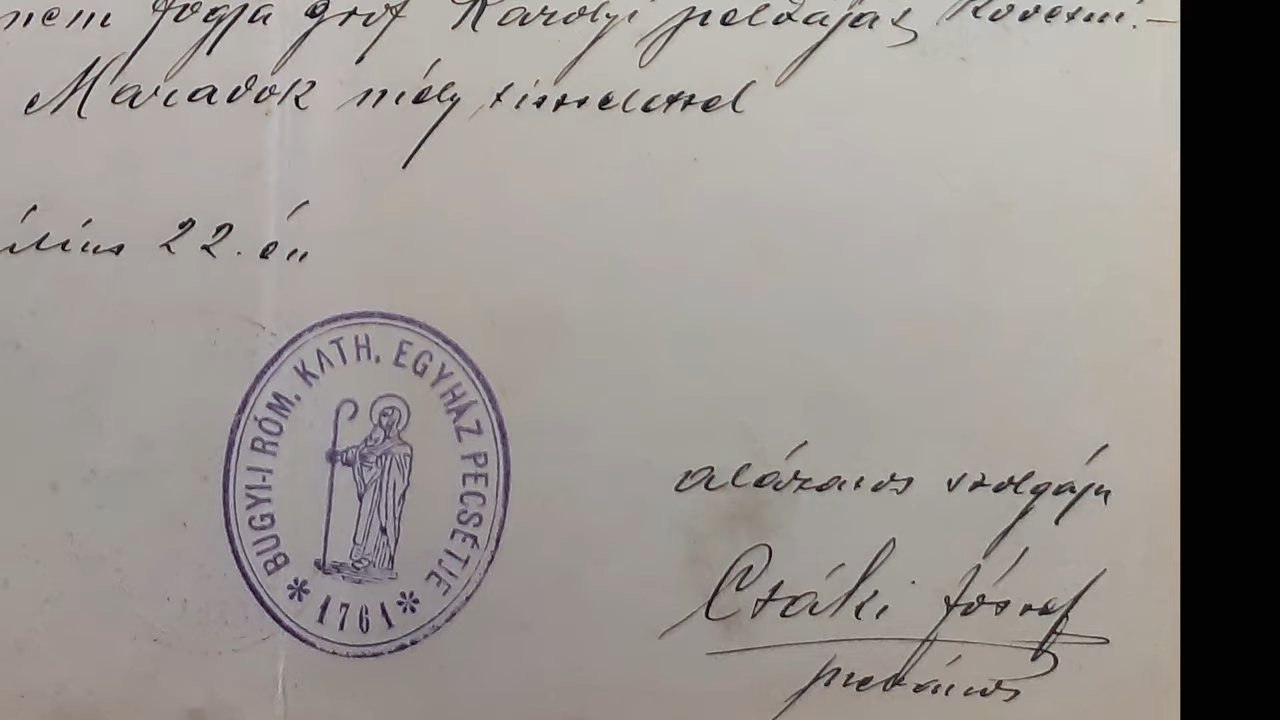 nem fogja gróf Károlyi példáját követni.—
Maradok mély tisztelettel
július 22.én
BUGYI-I RÓM. KATH. EGYHÁZ PECSÉTJE
* 1761 *
alázatos szolgája
Csáki József
plébános